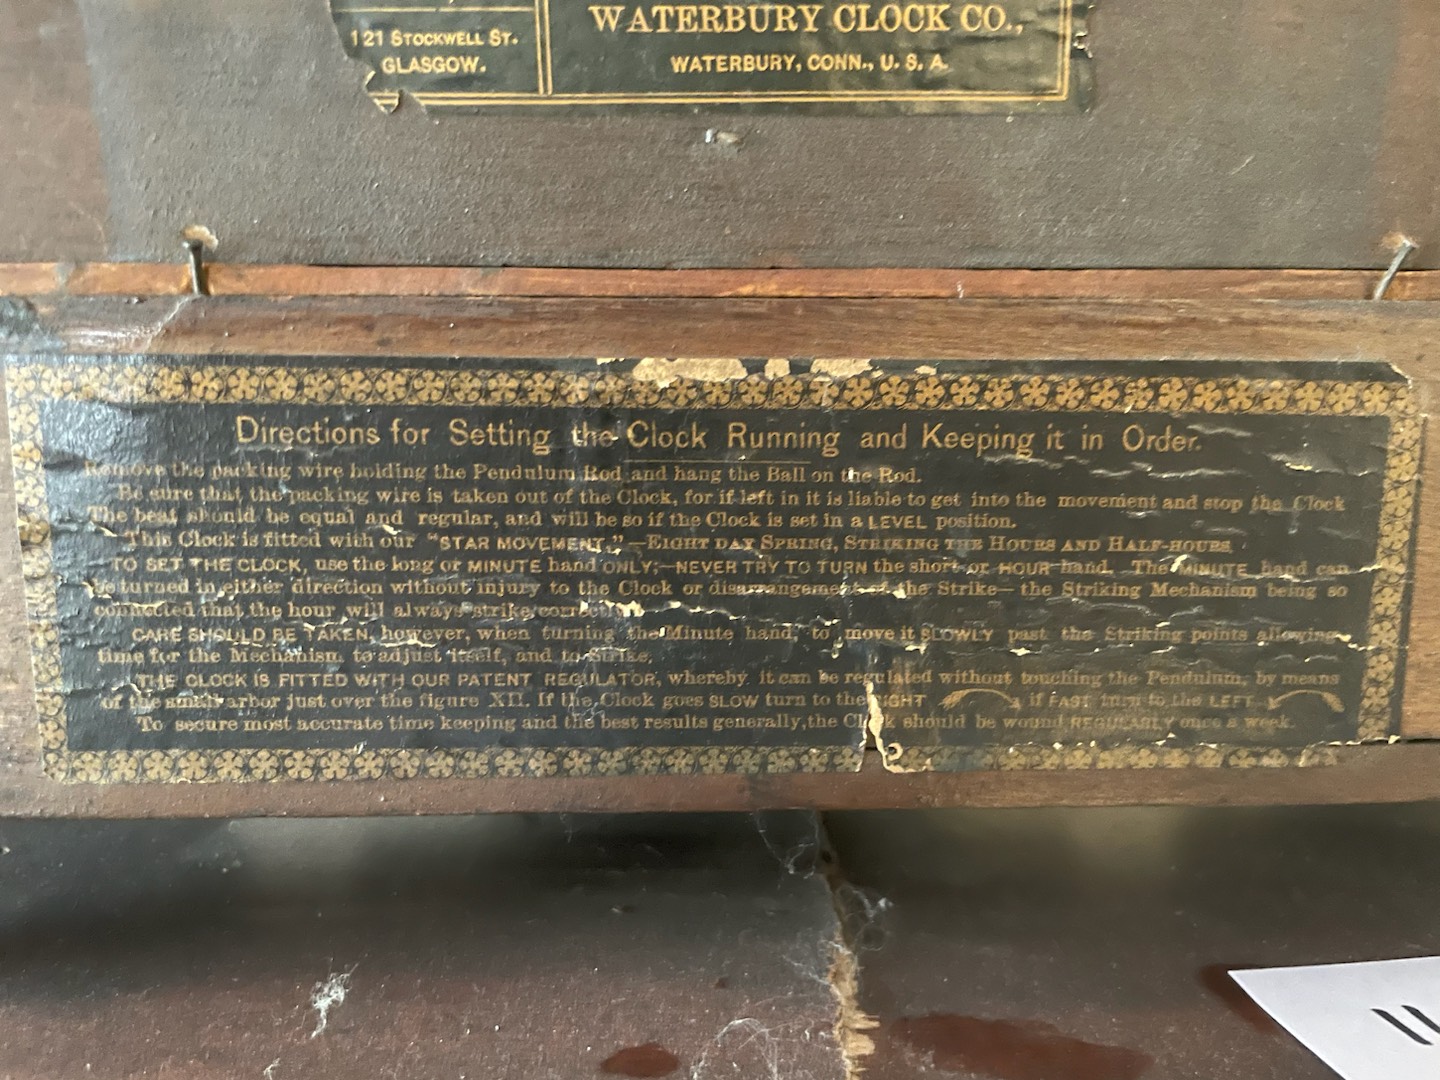 121 STOCKWELL ST.
GLASGOW.
WATERBURY CLOCK CO.,
WATERBURY, CONN., U. S. A.
Directions for Setting the Clock Running and Keeping it in Order.
Remove the packing wire holding the Pendulum Rod and hang the Ball on the Rod.
Be sure that the packing wire is taken out of the Clock, for if left in it is liable to get into the movement and stop the Clock
The beat should be equal and regular, and will be so if the Clock is set in a LEVEL position.
This Clock is fitted with our "STAR MOVEMENT,"—EIGHT DAY SPRING, STRIKING THE HOURS AND HALF-HOURS.
TO SET THE CLOCK, use the long or MINUTE hand ONLY;—NEVER TRY TO TURN the short or HOUR hand. The MINUTE hand can
be turned in either direction without injury to the Clock or disarrangement of the Strike—the Striking Mechanism being so
connected that the hour will always strike correctly.
CARE SHOULD BE TAKEN, however, when turning the Minute hand, to move it SLOWLY past the Striking points allowing
time for the Mechanism to adjust itself, and to Strike.
THE CLOCK IS FITTED WITH OUR PATENT REGULATOR, whereby it can be regulated without touching the Pendulum, by means
of the small arbor just over the figure XII. If the Clock goes SLOW turn to the RIGHT if FAST turn to the LEFT
To secure most accurate time keeping and the best results generally, the Clock should be wound REGULARLY once a week.
11